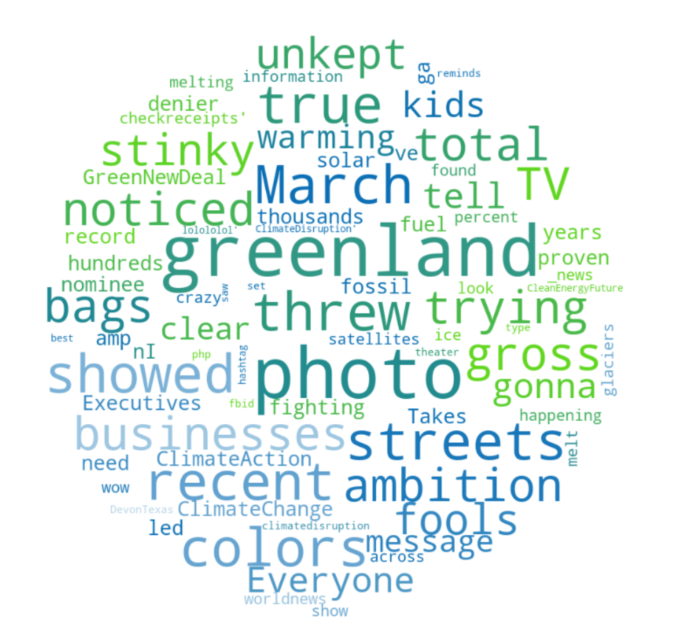 unkept
ga reminds
melting information
denier true kids
checkreceipts'
warming total
stinky solar ve
found TV
GreenNewDeal March tell
noticed thousands percent
lolololol' ClimateDisruption' fuel years
record greenland proven
hundreds _news
nominee fossil look CleanEnergyFuture
crazy saw set
bags threw trying
best amp clear satellites ice type
nI php theater gross glaciers
showed hashtag photo gonna
Executives fbid fighting Takes happening
businesses streets melt
need ClimateAction
wow recent ambition
DevonTexas ClimateChange fools
led climatedisruption message
colors across
Everyone
worldnews
show